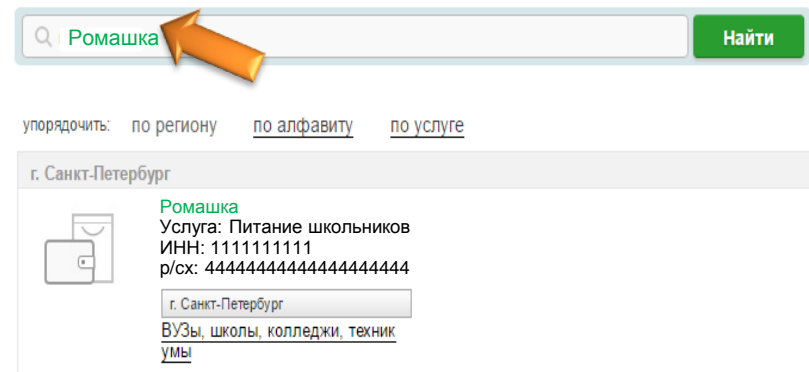 Ромашка
Найти
упорядочить: по региону по алфавиту по услуге
г. Санкт-Петербург
Ромашка
Услуга: Питание школьников
ИНН: 1111111111
р/сх: 44444444444444444444
г. Санкт-Петербург
ВУЗы, школы, колледжи, техник
умы